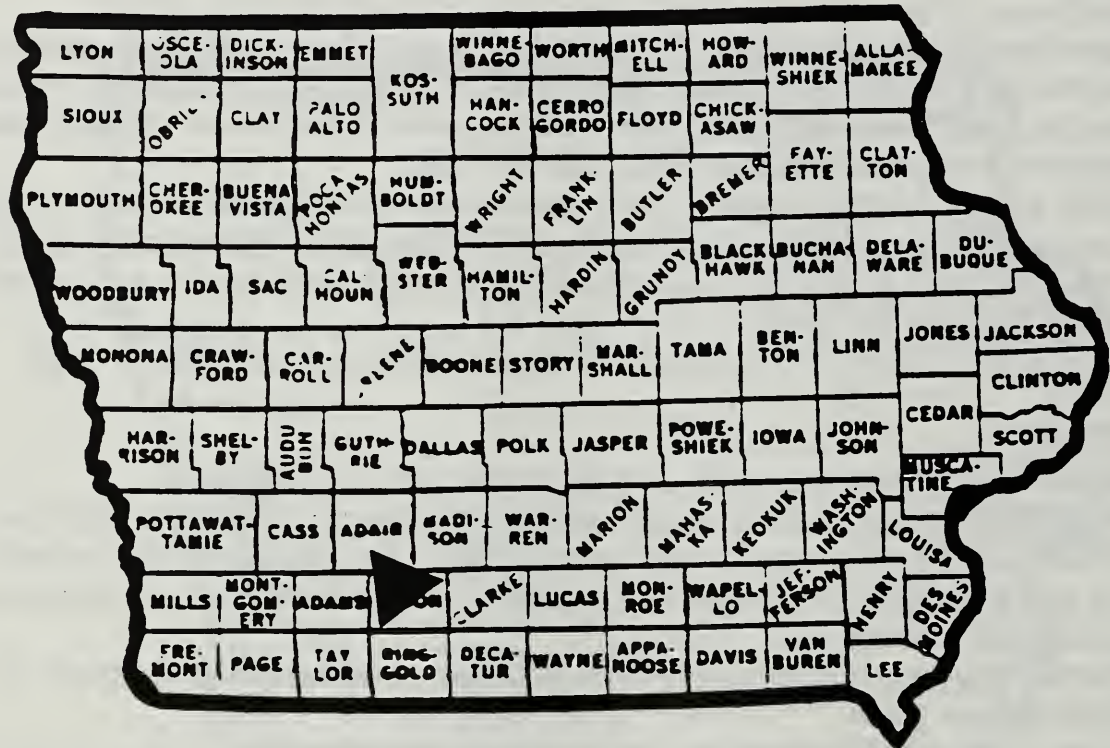 LYON
OSCE-
OLA
DICK-
INSON
EMMET
KOS-
SUTH
WINNE-
BAGO
WORTH
MITCH-
ELL
HOW-
ARD
WINNE-
SHIEK
ALLA-
MAKEE
SIOUX
CLAY
PALO
ALTO
HAN-
COCK
CERRO
GORDO
FLOYD
CHICK-
ASAW
FAY-
ETTE
CLAY-
TON
PLYMOUTH
CHER-
OKEE
BUENA
VISTA
POCA
HONTAS
HUM-
BOLDT
WRIGHT
FRANK-
LIN
BUTLER
BREMER
WOODBURY
IDA
SAC
CAL
HOUN
WEB-
STER
HAMIL-
TON
HARDIN
GRUNDY
BLACK
HAWK
BUCHA-
NAN
DELA-
WARE
DU-
BUQUE
MONONA
CRAW-
FORD
CAR-
ROLL
BOONE
STORY
MAR-
SHALL
TAMA
BEN-
TON
LINN
JONES
JACKSON
CLINTON
HAR-
RISON
SHEL-
BY
AUDU
BON
GUTH-
RIE
DALLAS
POLK
JASPER
POWE-
SHIEK
IOWA
JOHN-
SON
CEDAR
SCOTT
MUSCA-
TINE
POTTAWAT-
TAMIE
CASS
ADAIR
MADI-
SON
WAR-
REN
MARION
MAHAS-
KA
KEOKUK
WASH-
INGTON
LOUISA
MILLS
MONT-
GOM-
ERY
ADAMS
ON
CLARKE
LUCAS
MON-
ROE
WAPEL-
LO
JEF-
FERSON
HENRY
DES
MOINES
FRE-
MONT
PAGE
TAY
LOR
RING-
GOLD
DECA-
TUR
WAYNE
APPA-
NOOSE
DAVIS
VAN
BUREN
LEE